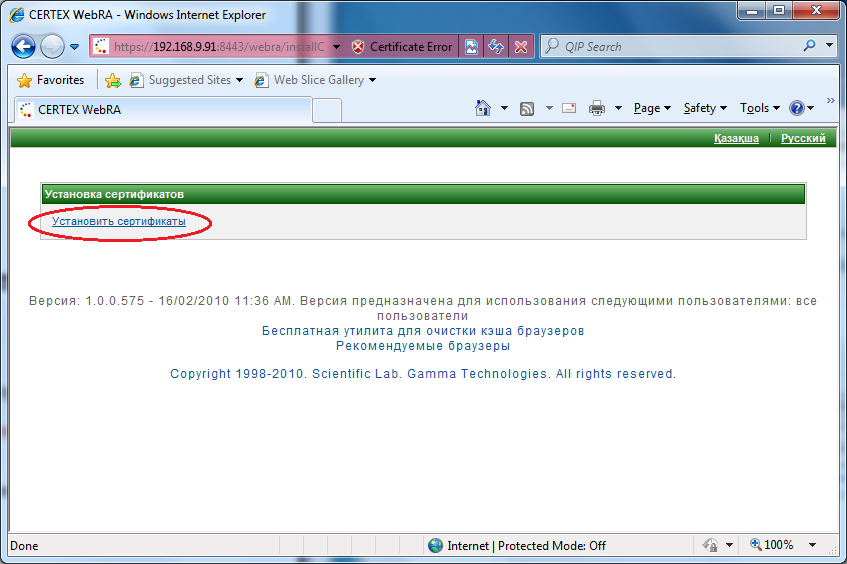 CERTEX WebRA - Windows Internet Explorer
https://192.168.9.91:8443/webra/installC
Certificate Error
QIP Search
Favorites
Suggested Sites
Web Slice Gallery
CERTEX WebRA
Page
Safety
Tools
»
Қазақша | Русский
Установка сертификатов
Установить сертификаты
Версия: 1.0.0.575 - 16/02/2010 11:36 AM. Версия предназначена для использования следующими пользователями: все
пользователи
Бесплатная утилита для очистки кэша браузеров
Рекомендуемые браузеры
Copyright 1998-2010. Scientific Lab. Gamma Technologies. All rights reserved.
Done
Internet | Protected Mode: Off
100%